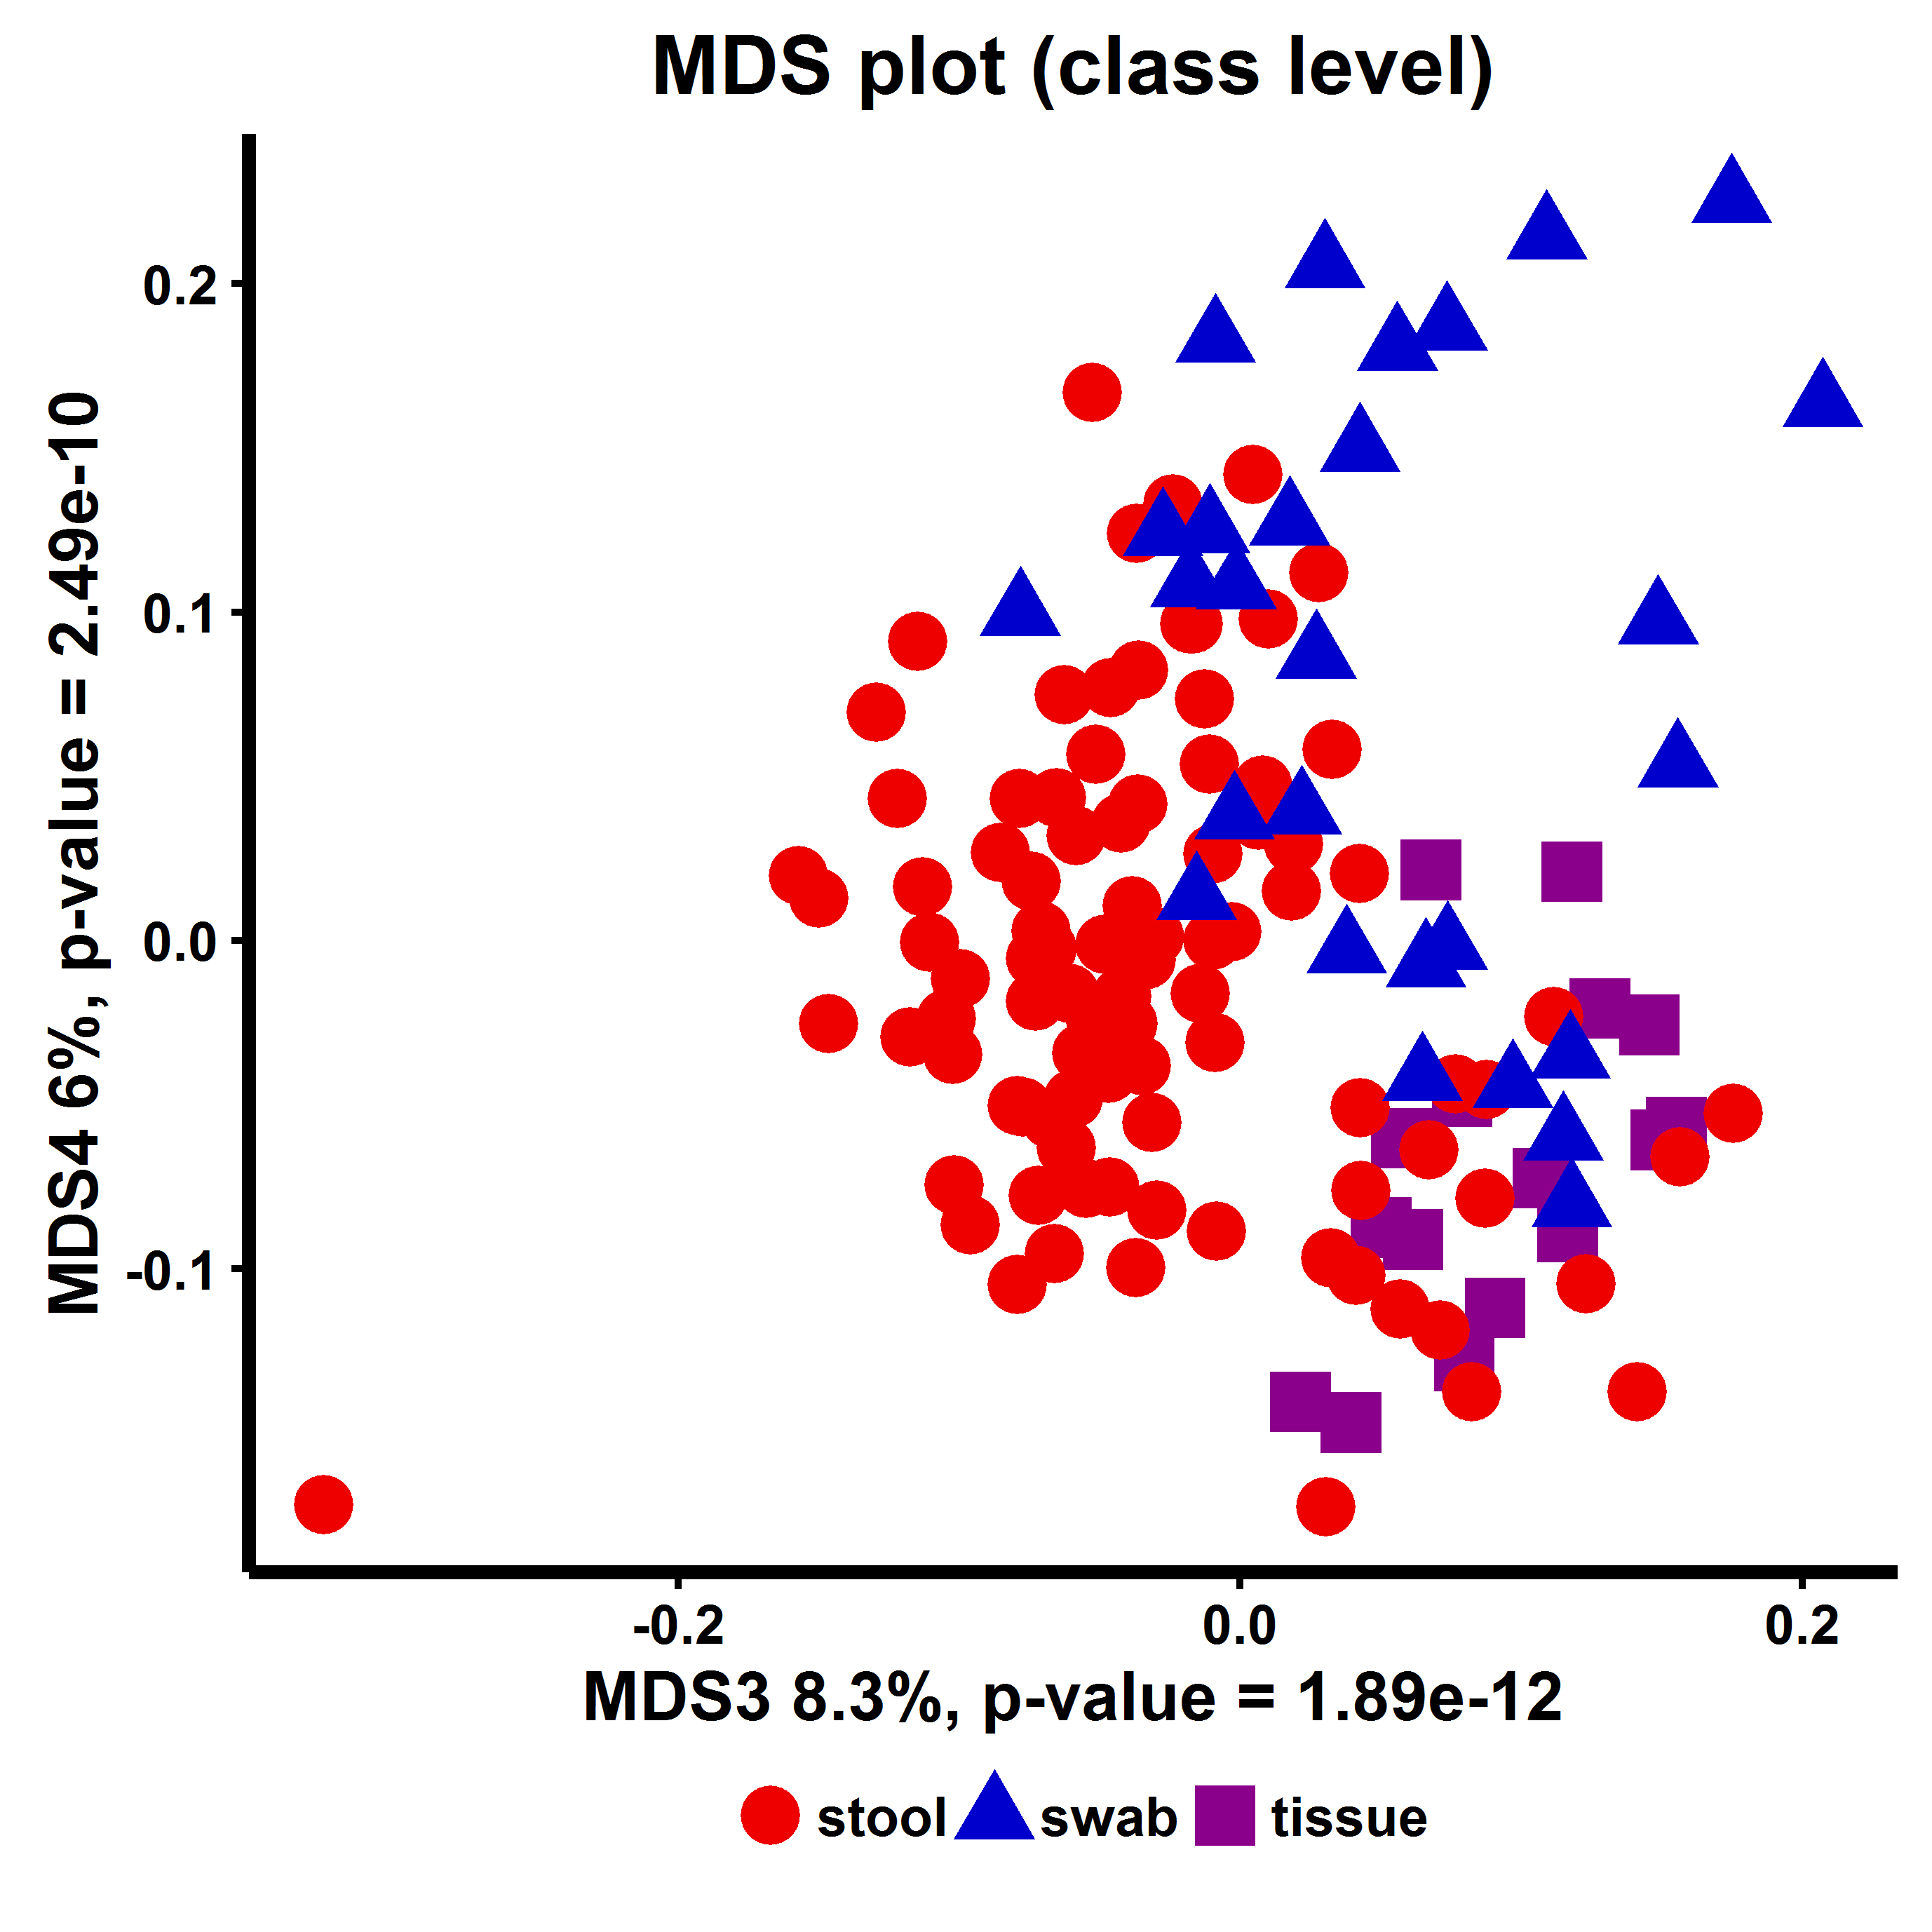 MDS plot (class level)
MDS4 6%, p-value = 2.49e-10
0.2
0.1
0.0
-0.1
-0.2 0.0 0.2
MDS3 8.3%, p-value = 1.89e-12
stool swab tissue